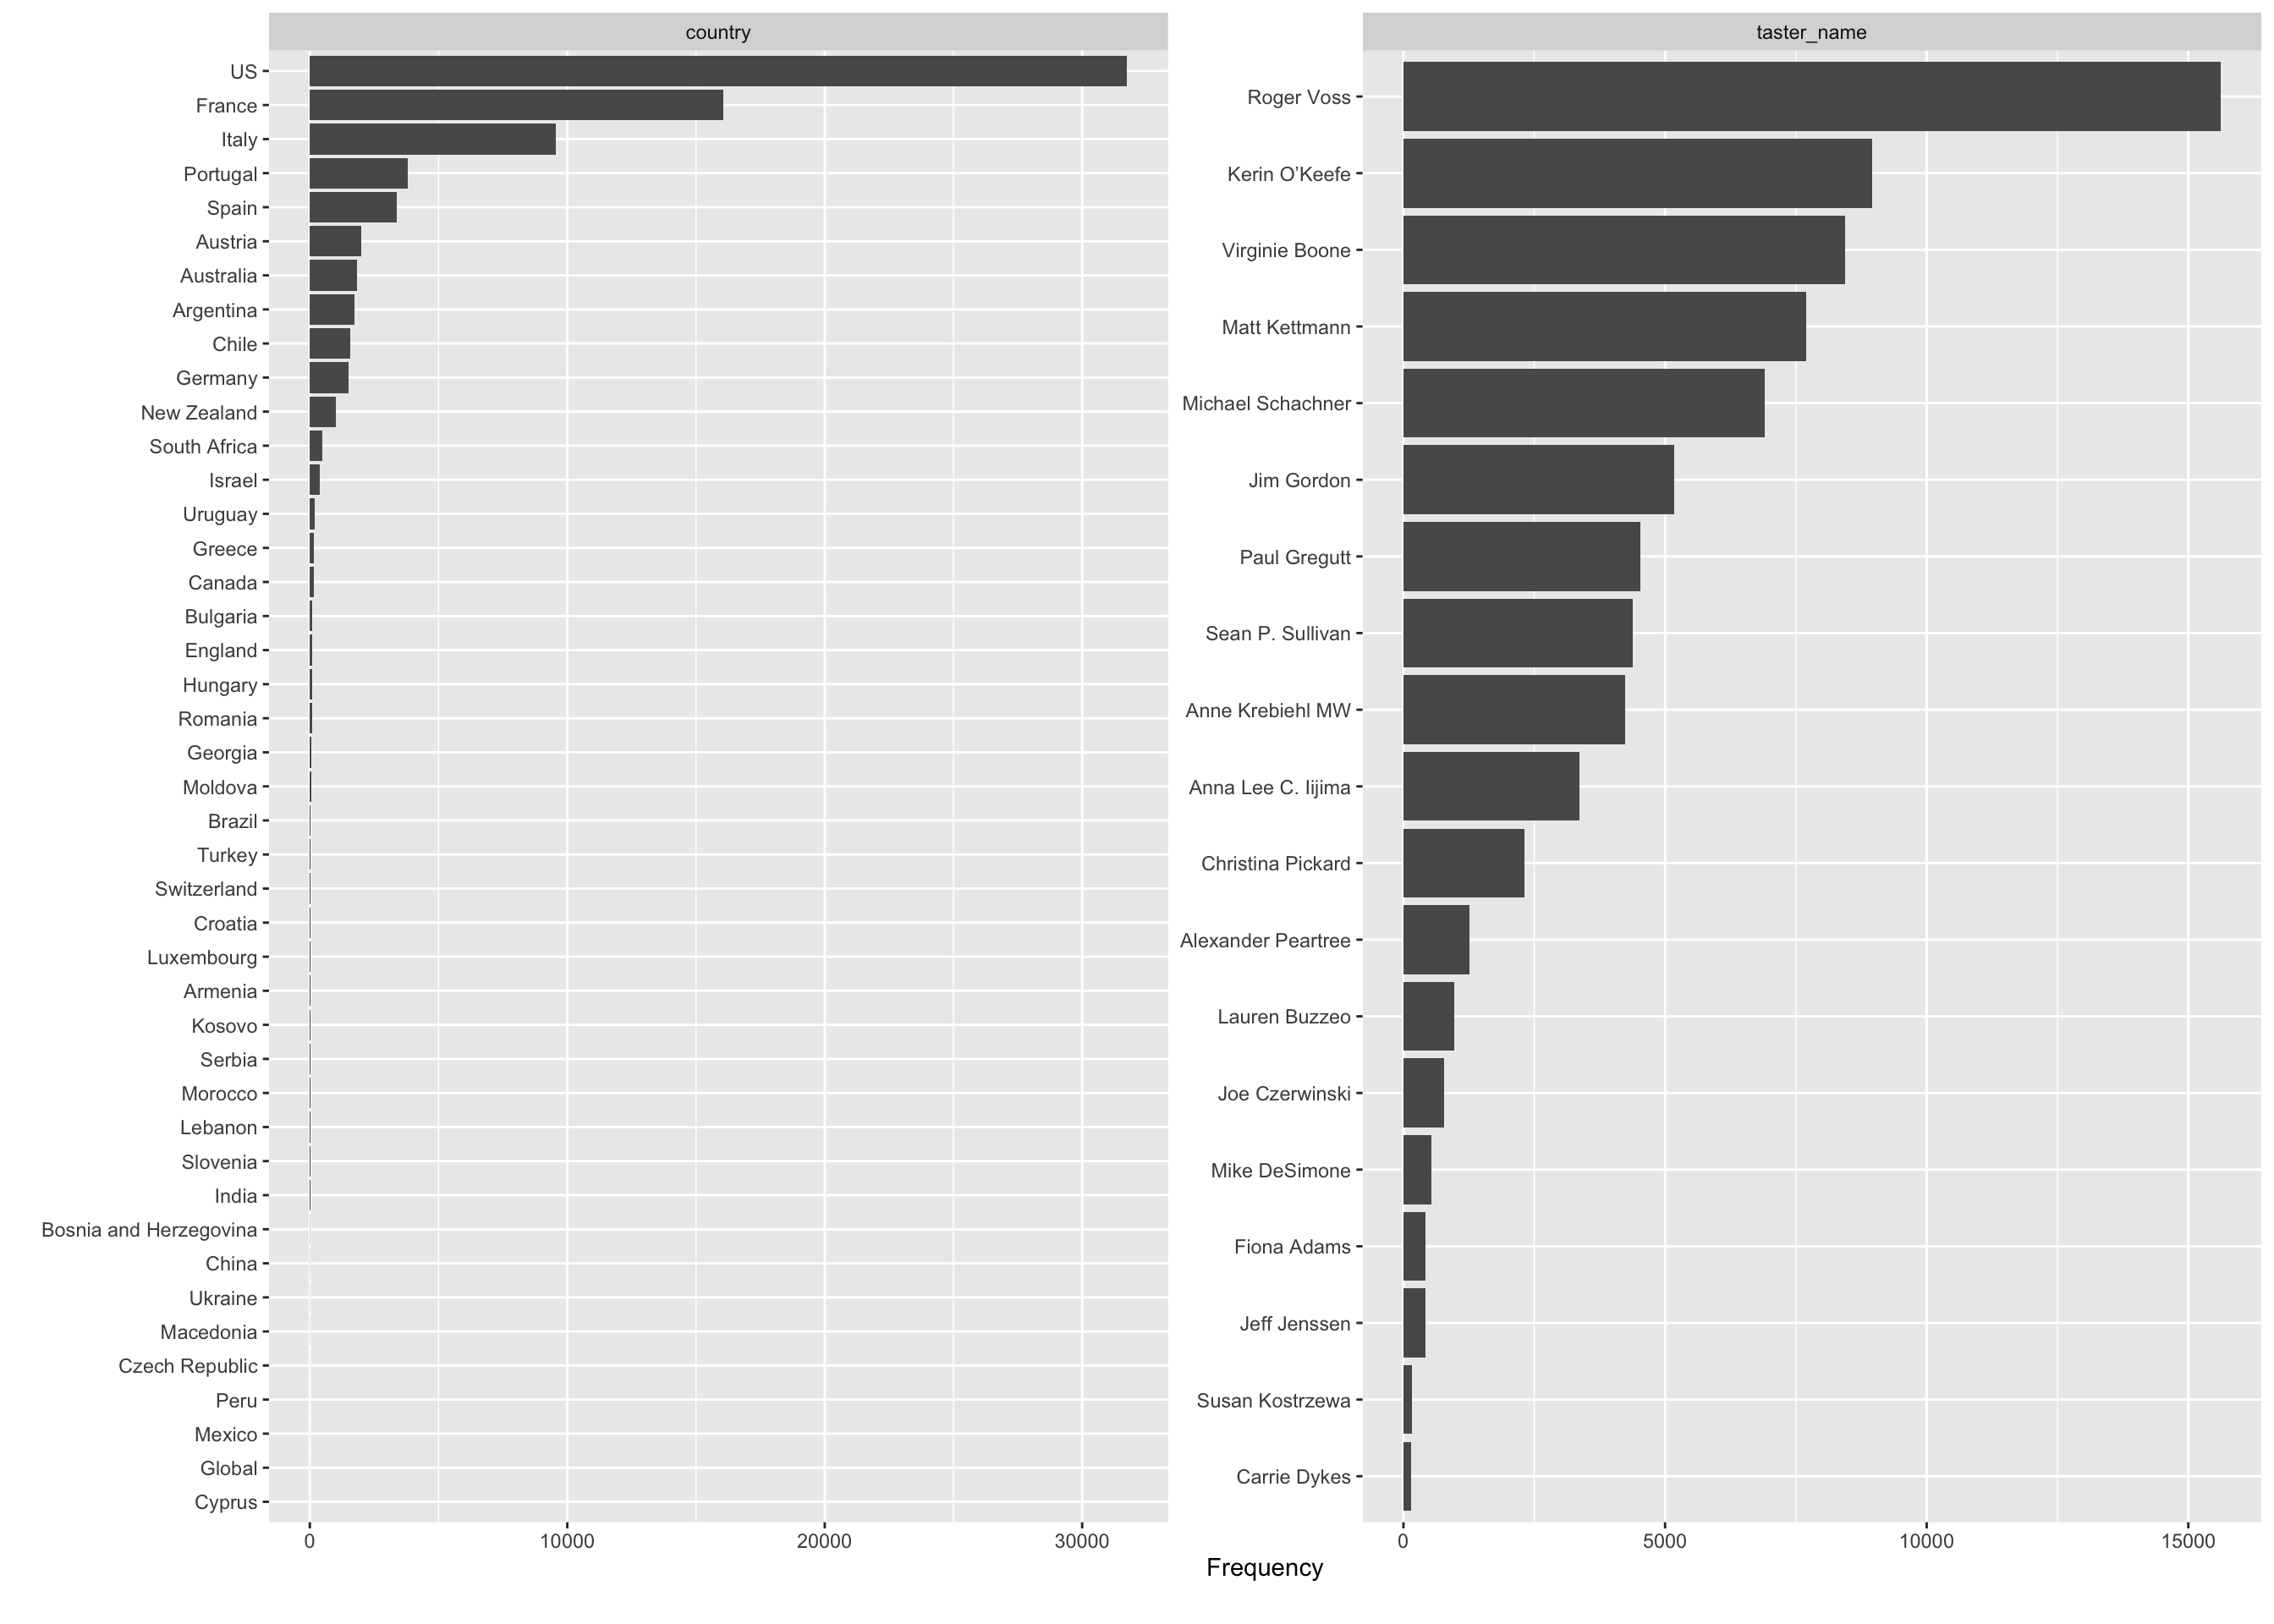 country
US
France
Italy
Portugal
Spain
Austria
Australia
Argentina
Chile
Germany
New Zealand
South Africa
Israel
Uruguay
Greece
Canada
Bulgaria
England
Hungary
Romania
Georgia
Moldova
Brazil
Turkey
Switzerland
Croatia
Luxembourg
Armenia
Kosovo
Serbia
Morocco
Lebanon
Slovenia
India
Bosnia and Herzegovina
China
Ukraine
Macedonia
Czech Republic
Peru
Mexico
Global
Cyprus
0 10000 20000 30000
taster_name
Roger Voss
Kerin O’Keefe
Virginie Boone
Matt Kettmann
Michael Schachner
Jim Gordon
Paul Gregutt
Sean P. Sullivan
Anne Krebiehl MW
Anna Lee C. Iijima
Christina Pickard
Alexander Peartree
Lauren Buzzeo
Joe Czerwinski
Mike DeSimone
Fiona Adams
Jeff Jenssen
Susan Kostrzewa
Carrie Dykes
0 5000 10000 15000
Frequency